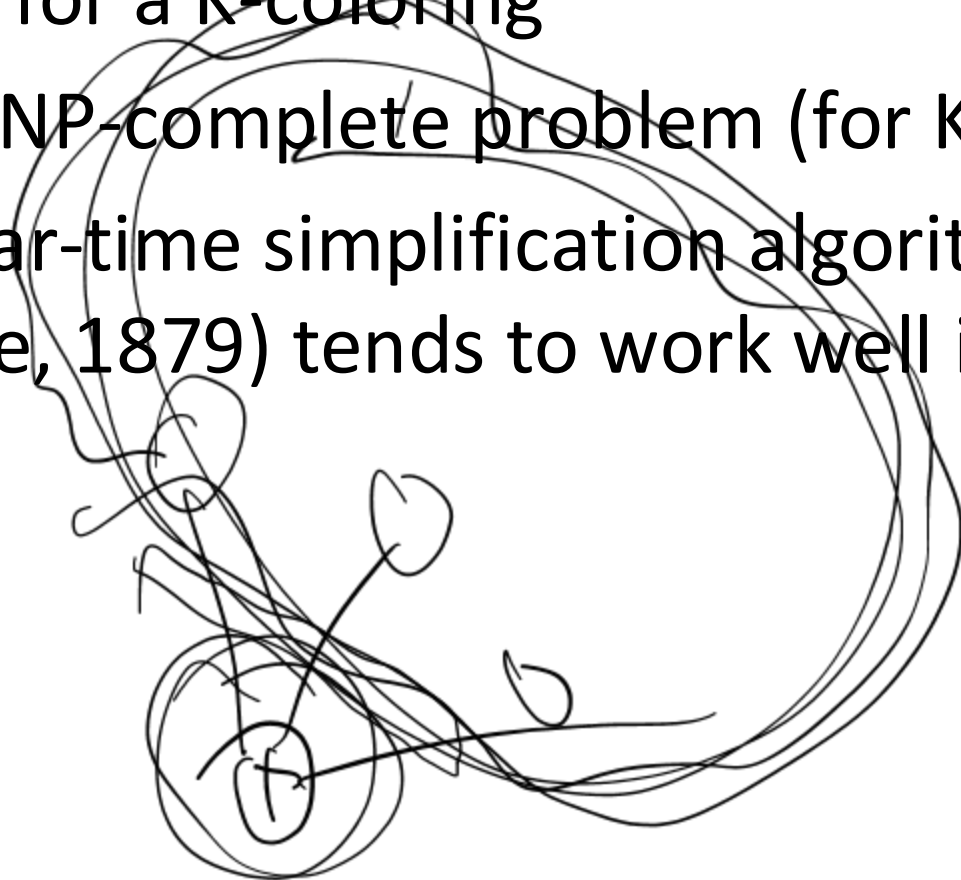 for a K-coloring
NP-complete problem (for K
ar-time simplification algorit
e, 1879) tends to work well i